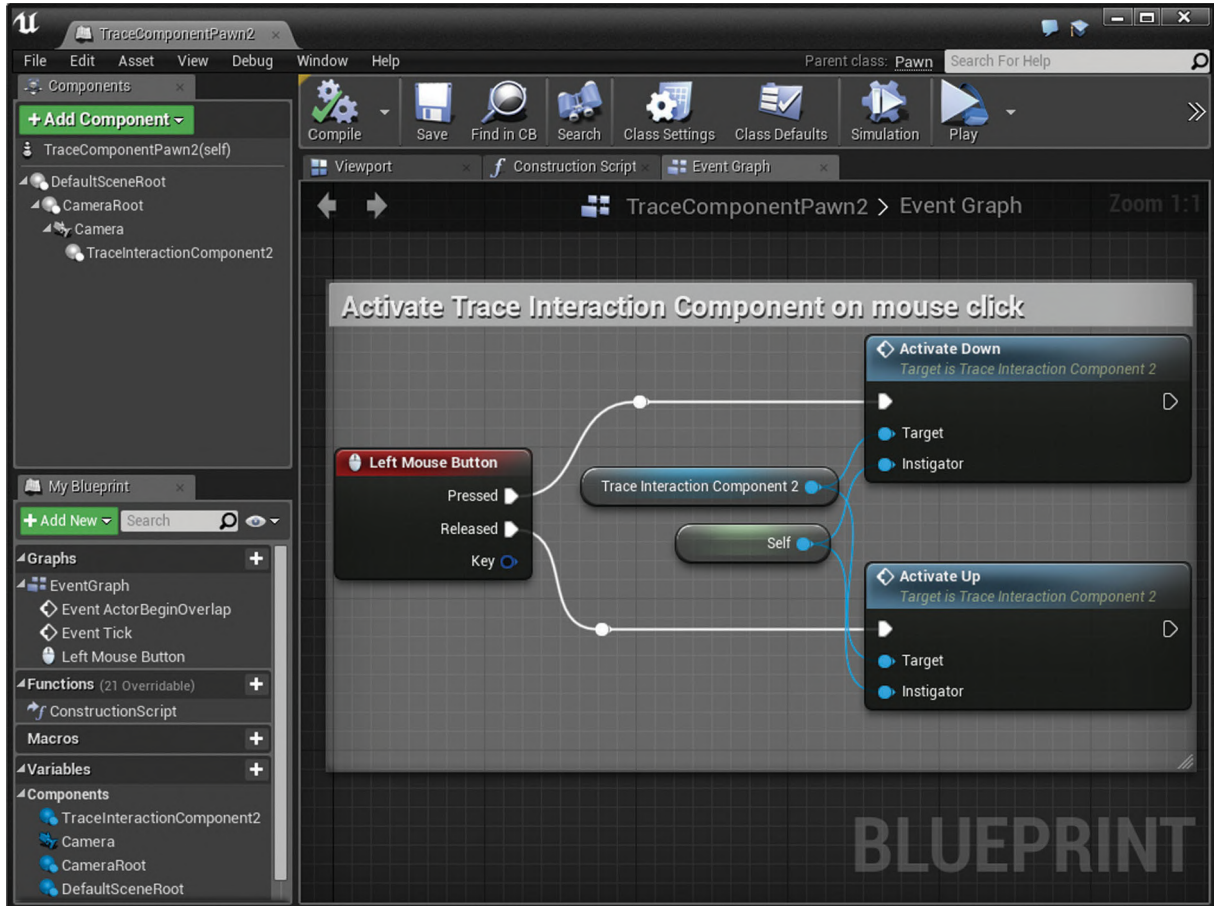 TraceComponentPawn2
File Edit Asset View Debug Window Help
Parent class: Pawn
Search For Help
Components
+Add Component
TraceComponentPawn2(self)
DefaultSceneRoot
CameraRoot
Camera
TraceInteractionComponent2
Compile
Save
Find in CB
Search
Class Settings
Class Defaults
Simulation
Play
Viewport
Construction Script
Event Graph
TraceComponentPawn2 > Event Graph
Zoom 1:1
Activate Trace Interaction Component on mouse click
Left Mouse Button
Pressed
Released
Key
Trace Interaction Component 2
Self
Activate Down
Target is Trace Interaction Component 2
Target
Instigator
Activate Up
Target is Trace Interaction Component 2
Target
Instigator
BLUEPRINT
My Blueprint
+Add New
Search
Graphs
EventGraph
Event ActorBeginOverlap
Event Tick
Left Mouse Button
Functions (21 Overridable)
ConstructionScript
Macros
Variables
Components
TraceInteractionComponent2
Camera
CameraRoot
DefaultSceneRoot